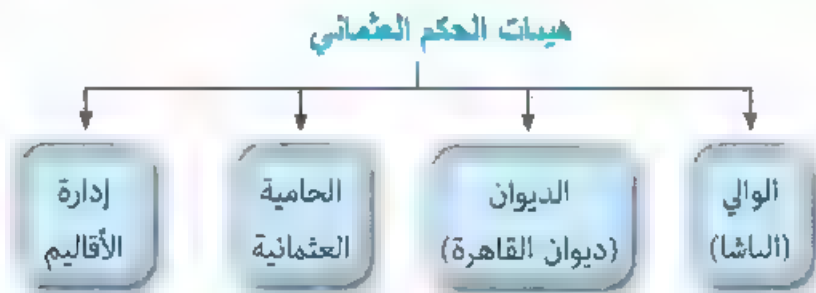 هيئات الحكم العثماني
الوالي
(الباشا)
الديوان
(ديوان القاهرة)
الحامية
العثمانية
إدارة
الأقاليم